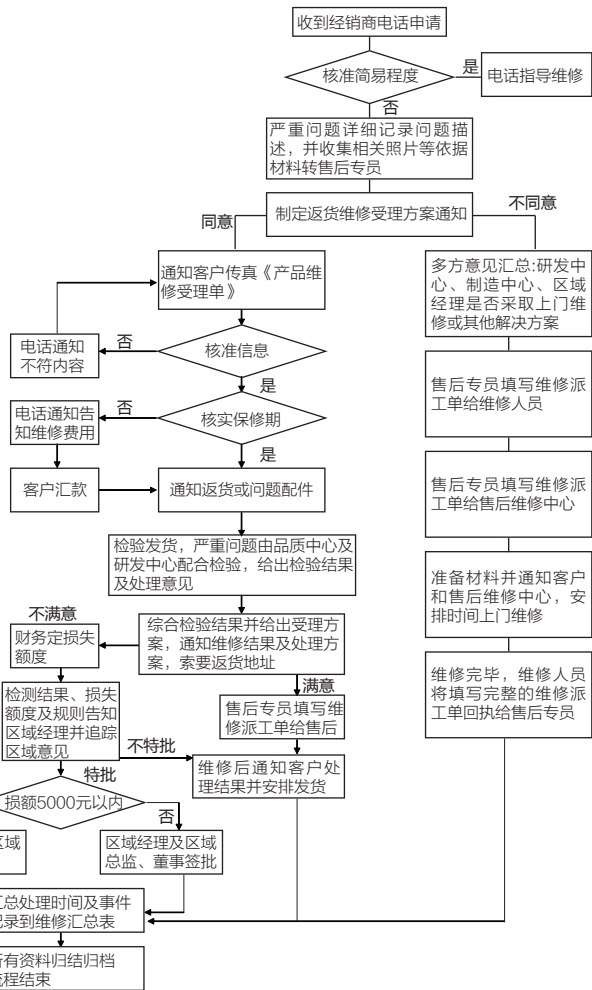 收到经销商电话申请
核准简易程度
是
电话指导维修
否
严重问题详细记录问题描
述，并收集相关照片等依据
材料转售后专员
制定返货维修受理方案通知
同意
不同意
通知客户传真《产品维
修受理单》
多方意见汇总:研发中
心、制造中心、区域
经理是否采取上门维
修或其他解决方案
电话通知
不符内容
否
核准信息
是
售后专员填写维修派
工单给维修人员
电话通知告
知维修费用
否
核实保修期
是
客户汇款
通知返货或问题配件
售后专员填写维修派
工单给售后维修中心
检验发货，严重问题由品质中心及
研发中心配合检验，给出检验结果
及处理意见
准备材料并通知客户
和售后维修中心，安
排时间上门维修
不满意
财务定损失
额度
综合检验结果并给出受理方
案，通知维修结果及处理方
案，索要返货地址
满意
维修完毕，维修人员
将填写完整的维修派
工单回执给售后专员
检测结果、损失
额度及规则告知
区域经理并追踪
区域意见
售后专员填写维
修派工单给售后
不特批
特批
维修后通知客户处
理结果并安排发货
损额5000元以内
否
区域
区域经理及区域
总监、董事签批
汇总处理时间及事件
记录到维修汇总表
所有资料归结归档
流程结束